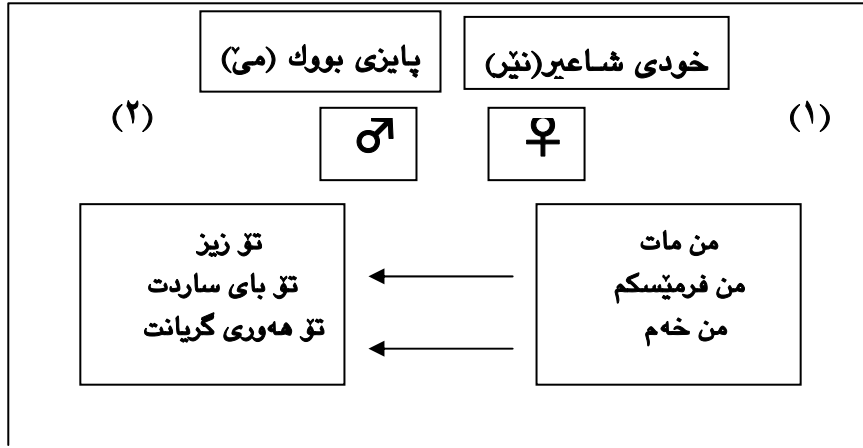 خودی شاعیر(نێر)
پایزی بووك (مێ)
(١)
♀
♂
(٢)
من مات
من فرمێسكم
من خەم
تۆ زیز
تۆ بای ساردت
تۆ هەوری گریانت